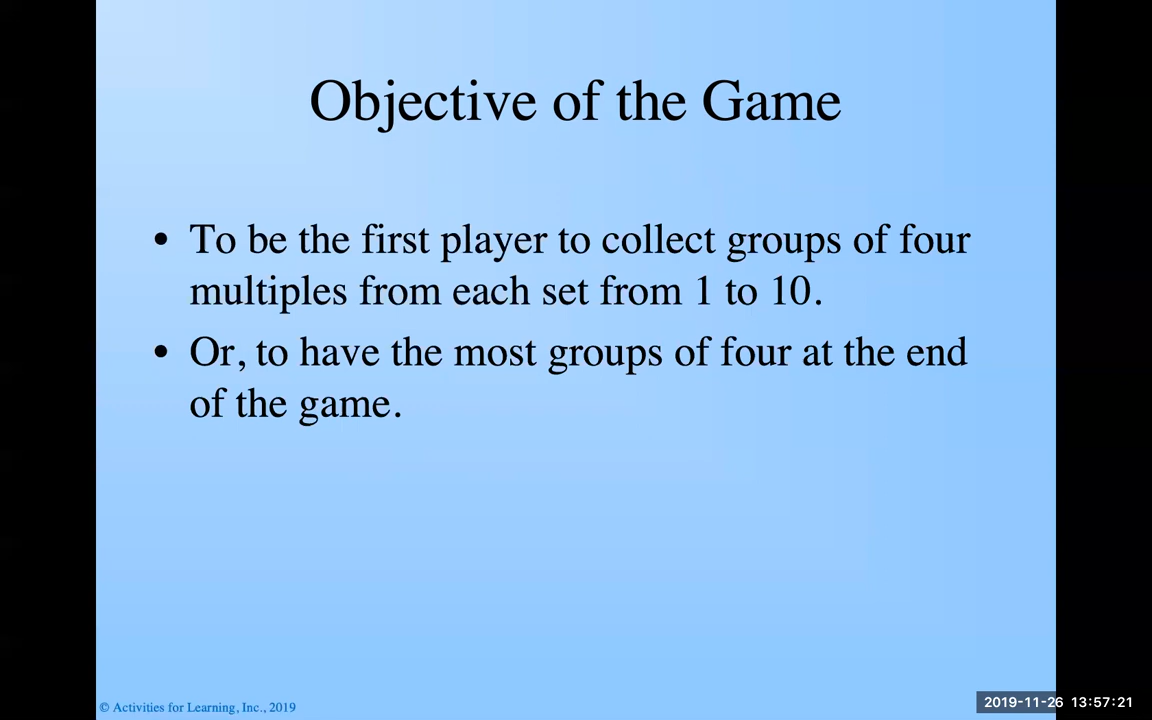 Objective of the Game
• To be the first player to collect groups of four
multiples from each set from 1 to 10.
• Or, to have the most groups of four at the end
of the game.
© Activities for Learning, Inc., 2019
2019-11-26 13:57:21